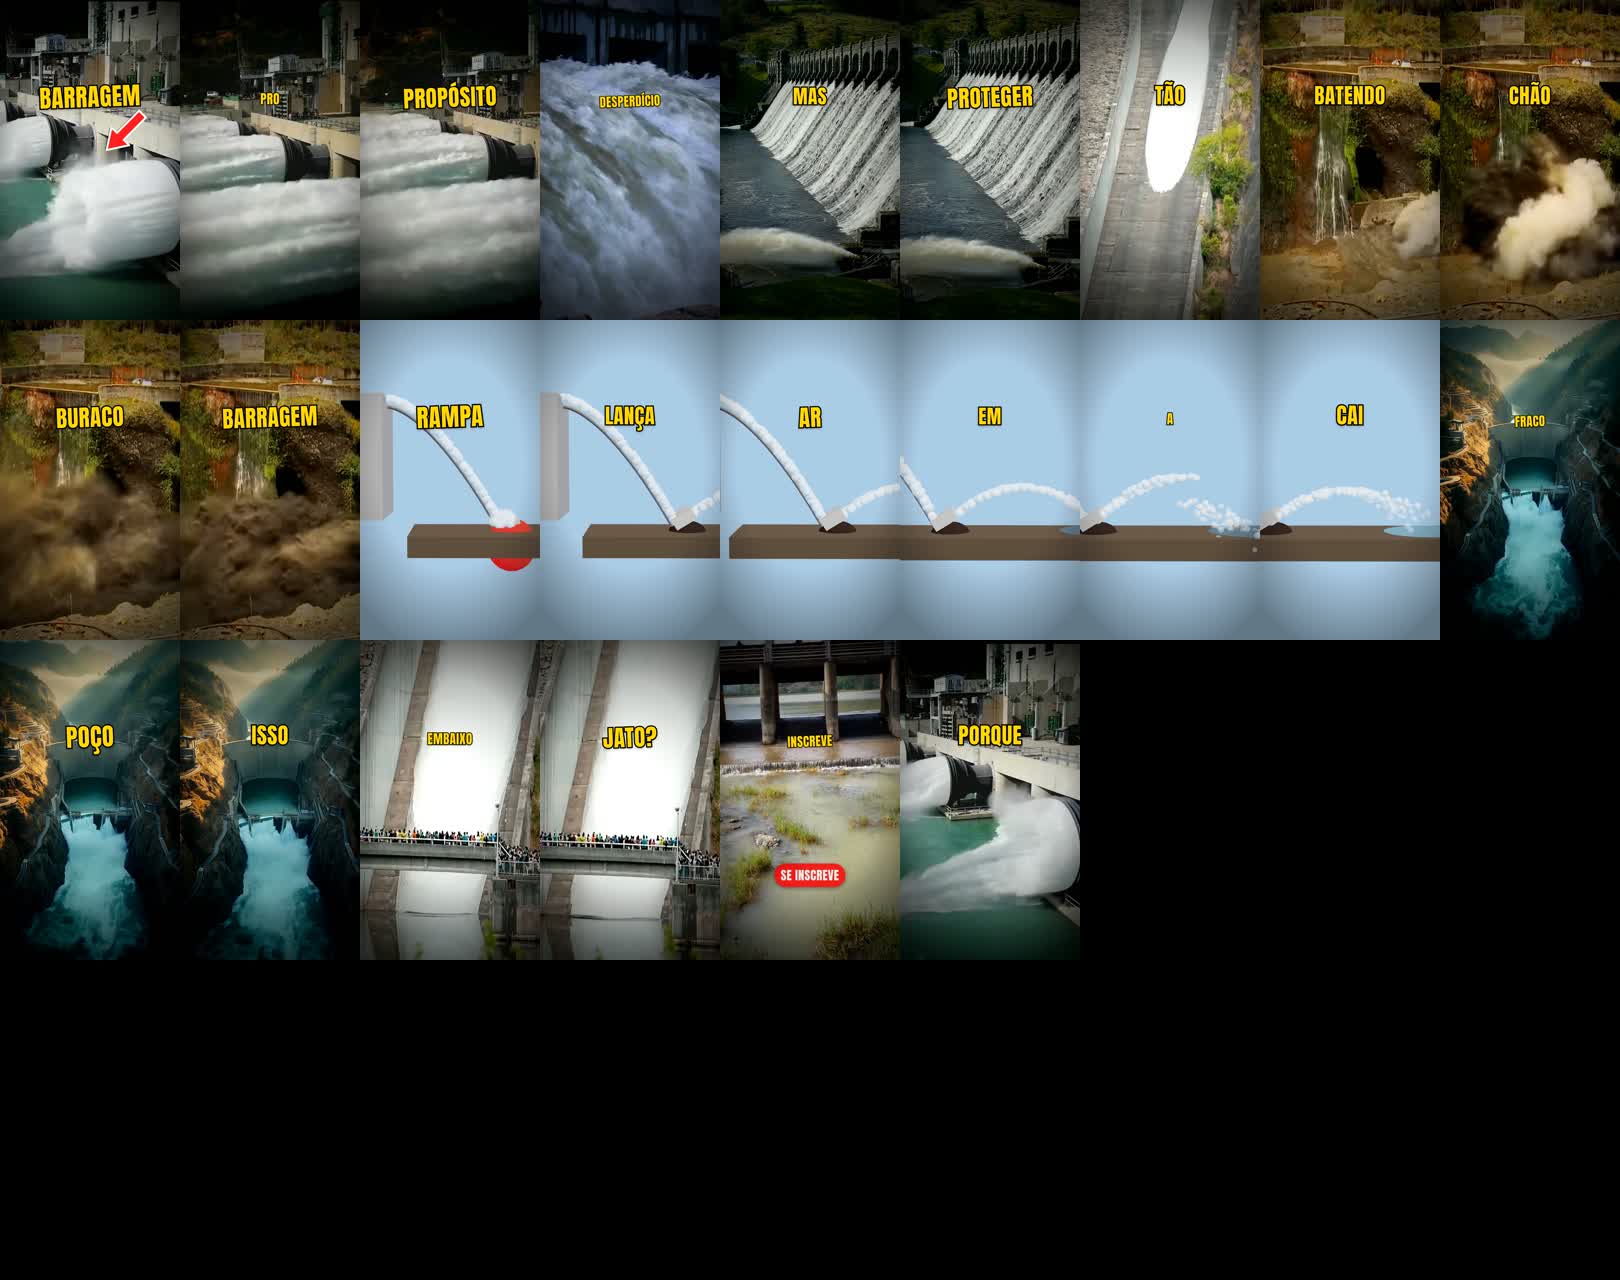 BARRAGEM
PRO
PROPÓSITO
DESPERDÍCIO
MAS
PROTEGER
TÃO
BATENDO
CHÃO
BURACO
BARRAGEM
RAMPA
LANÇA
AR
EM
A
CAI
FRACO
POÇO
ISSO
EMBAIXO
JATO?
INSCREVE
SE INSCREVE
PORQUE